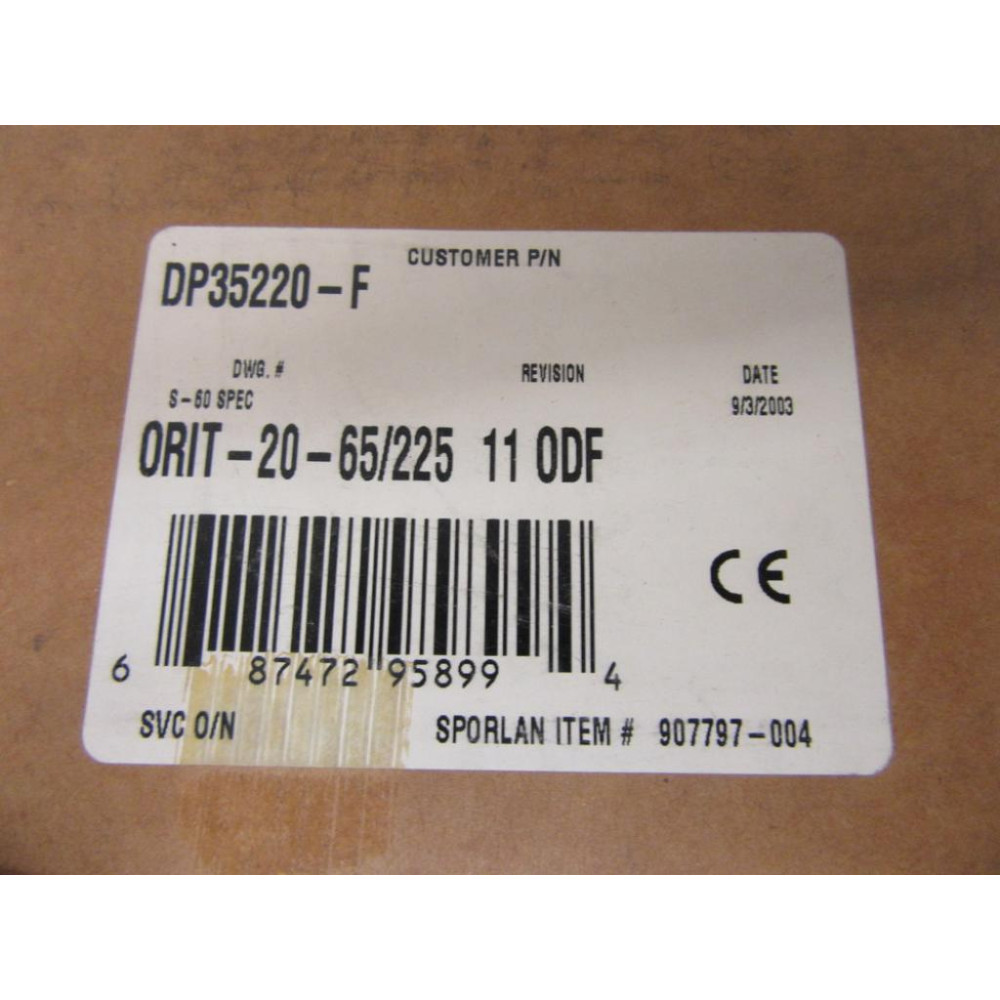 CUSTOMER P/N
DP35220-F
DWG. # REVISION DATE
S-60 SPEC 9/3/2003
ORIT-20-65/225 11 ODF
CE
6 87472 95899 4
SVC O/N SPORLAN ITEM # 907797-004